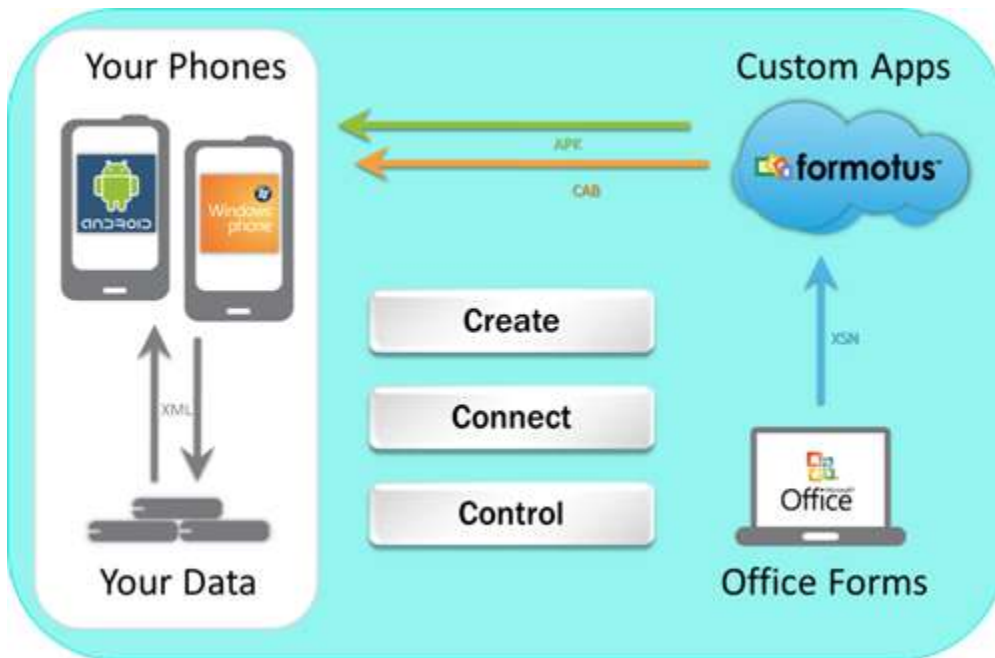 Your Phones
Custom Apps
APK
CAB
formotus
ANDROID
Windows
phone
Create
XSN
XML
Connect
Microsoft
Office
Control
Your Data
Office Forms